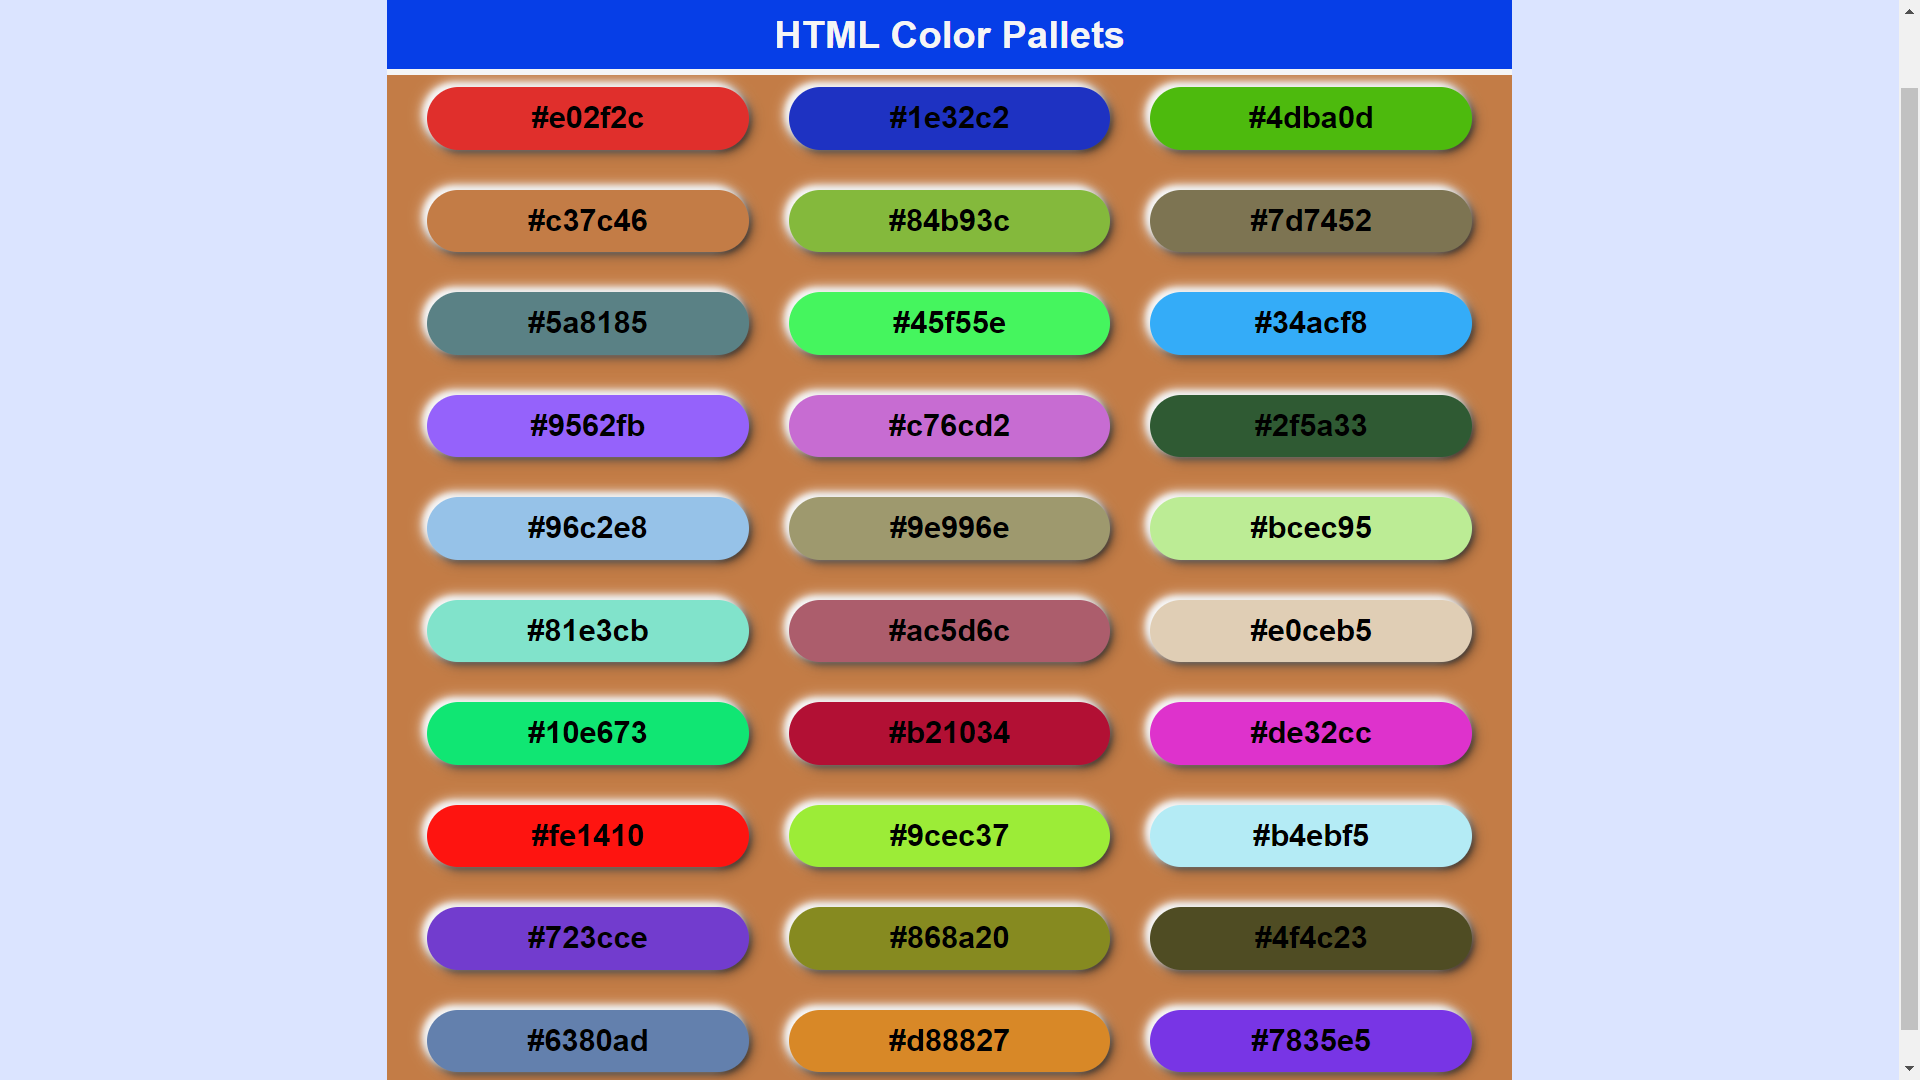 HTML Color Pallets
#e02f2c #1e32c2 #4dba0d
#c37c46 #84b93c #7d7452
#5a8185 #45f55e #34acf8
#9562fb #c76cd2 #2f5a33
#96c2e8 #9e996e #bcec95
#81e3cb #ac5d6c #e0ceb5
#10e673 #b21034 #de32cc
#fe1410 #9cec37 #b4ebf5
#723cce #868a20 #4f4c23
#6380ad #d88827 #7835e5